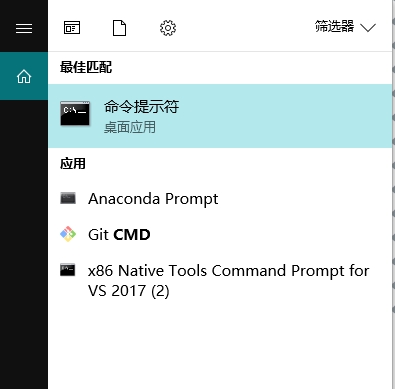 筛选器
最佳匹配
命令提示符
桌面应用
应用
Anaconda Prompt
Git CMD
x86 Native Tools Command Prompt for
VS 2017 (2)